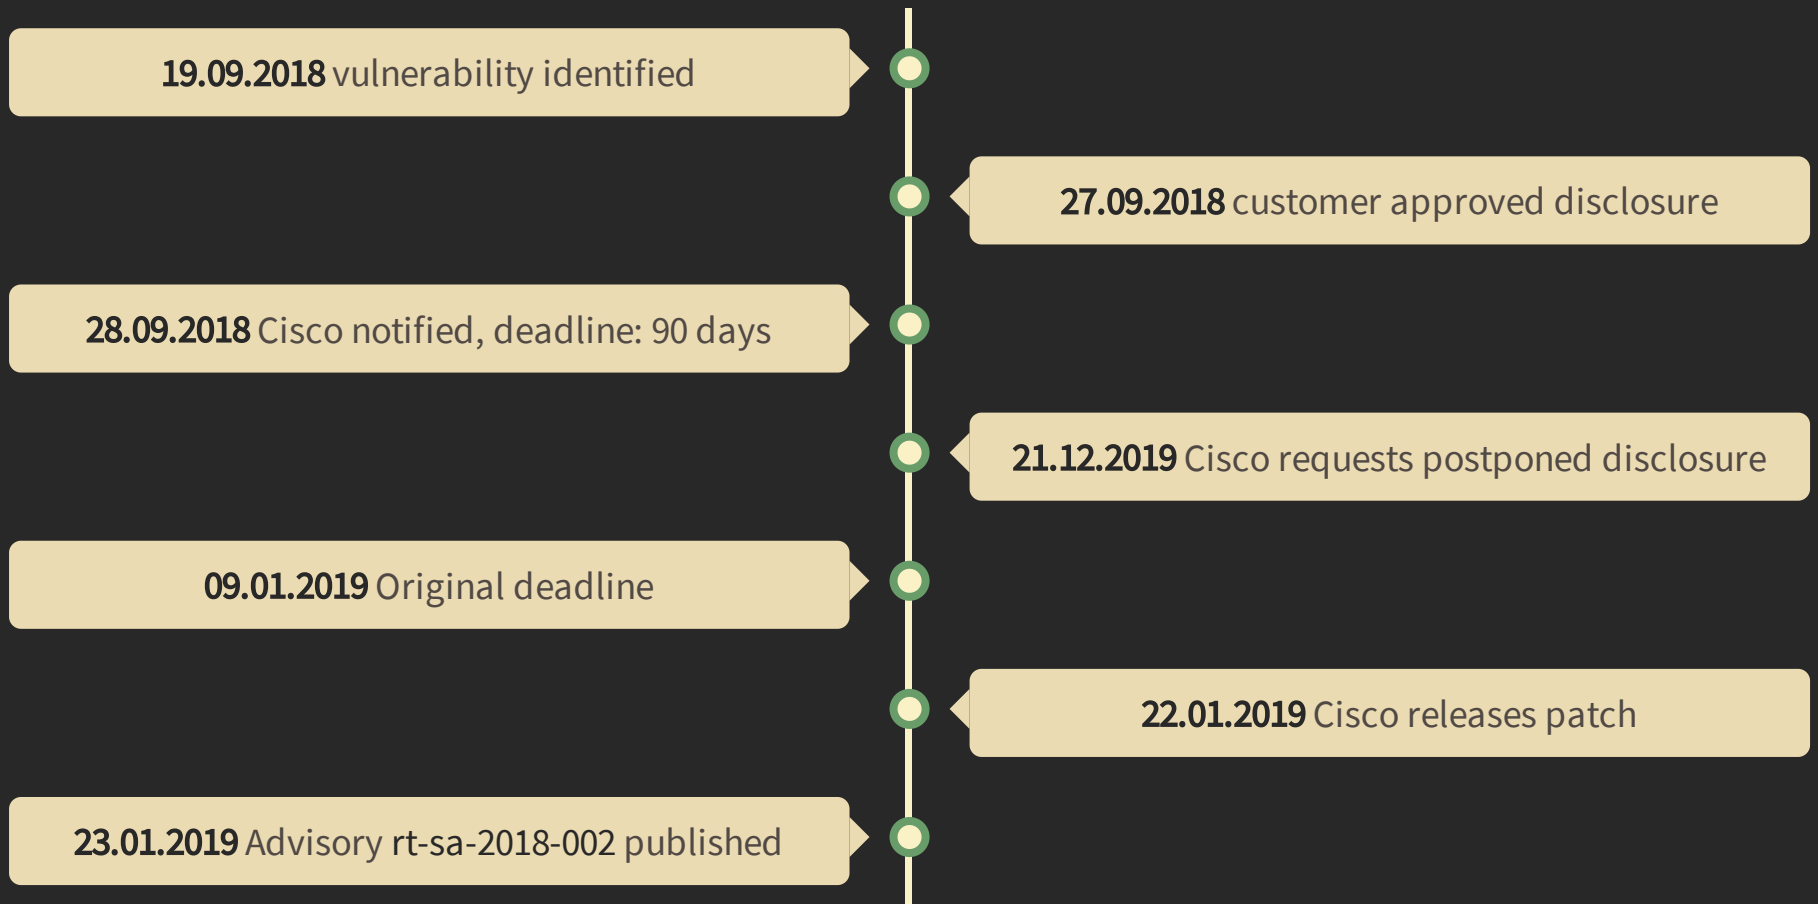 19.09.2018 vulnerability identified
27.09.2018 customer approved disclosure
28.09.2018 Cisco notified, deadline: 90 days
21.12.2019 Cisco requests postponed disclosure
09.01.2019 Original deadline
22.01.2019 Cisco releases patch
23.01.2019 Advisory rt-sa-2018-002 published